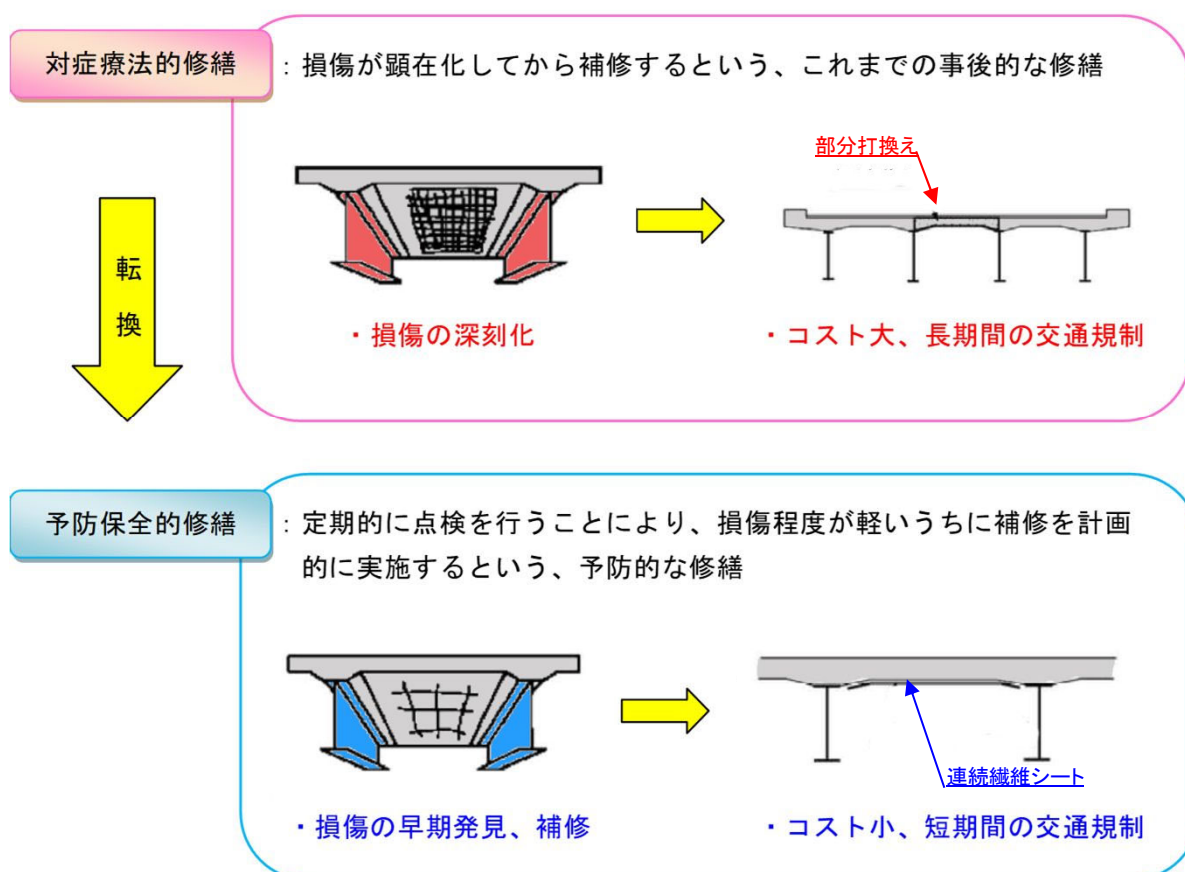 対症療法的修繕
：損傷が顕在化してから補修するという、これまでの事後的な修繕
部分打換え
転
換
・損傷の深刻化
・コスト大、長期間の交通規制
予防保全的修繕
：定期的に点検を行うことにより、損傷程度が軽いうちに補修を計画
的に実施するという、予防的な修繕
連続繊維シート
・損傷の早期発見、補修
・コスト小、短期間の交通規制